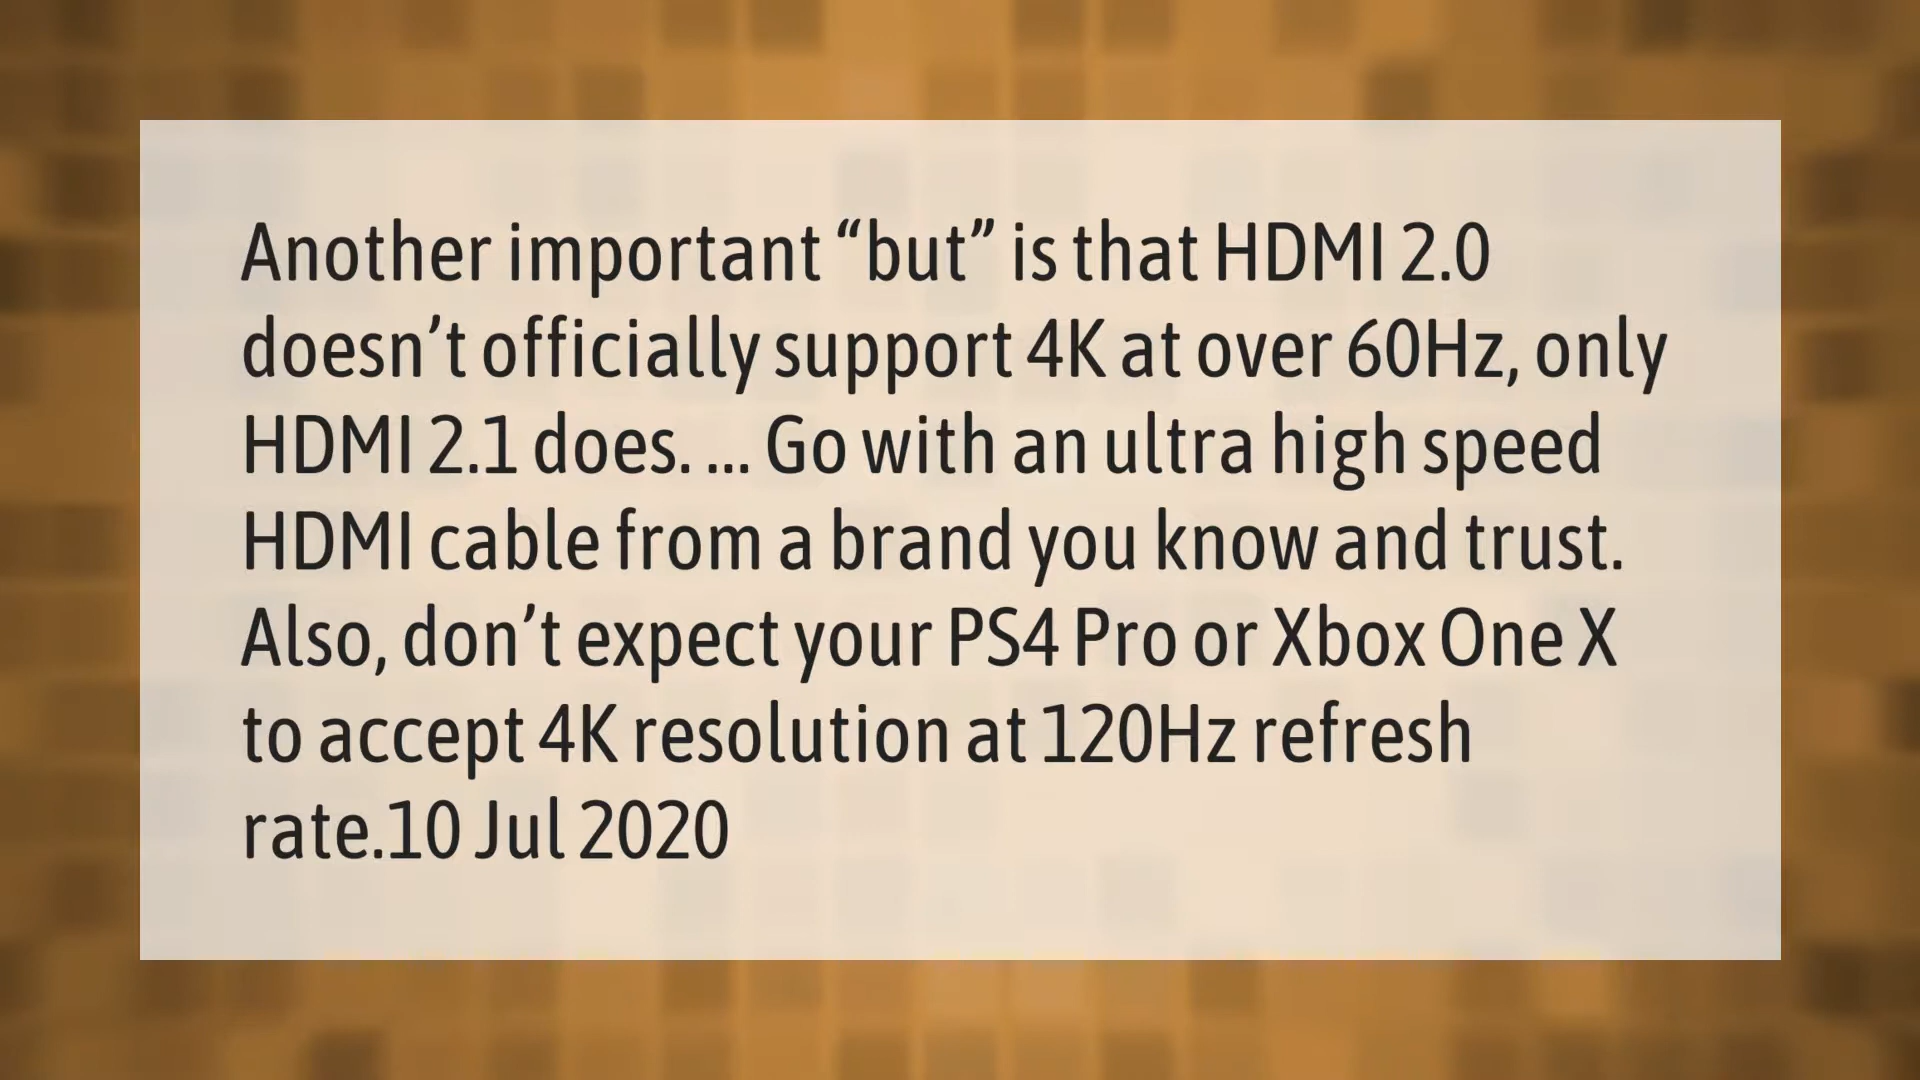 Another important “but” is that HDMI 2.0
doesn’t officially support 4K at over 60Hz, only
HDMI 2.1 does. ... Go with an ultra high speed
HDMI cable from a brand you know and trust.
Also, don’t expect your PS4 Pro or Xbox One X
to accept 4K resolution at 120Hz refresh
rate.10 Jul 2020